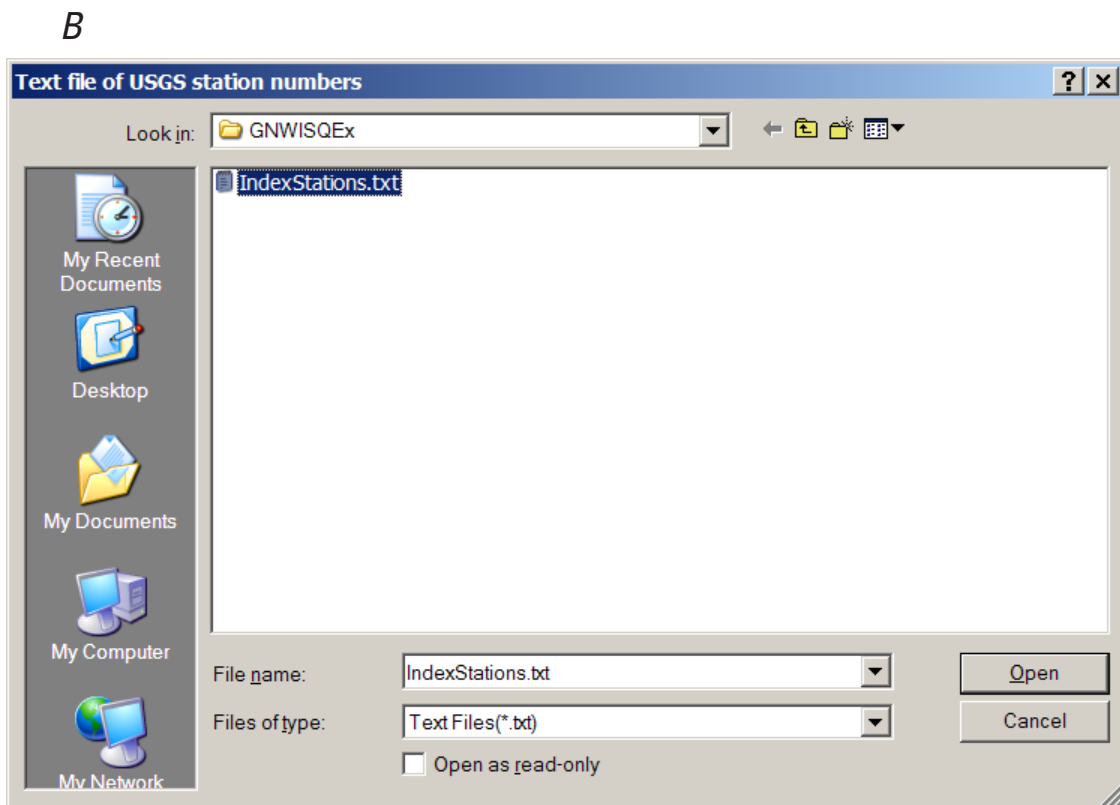 B
Text file of USGS station numbers
Look in: GNWISQEx
IndexStations.txt
My Recent
Documents
Desktop
My Documents
My Computer
My Network
File name: IndexStations.txt Open
Files of type: Text Files(*.txt) Cancel
Open as read-only